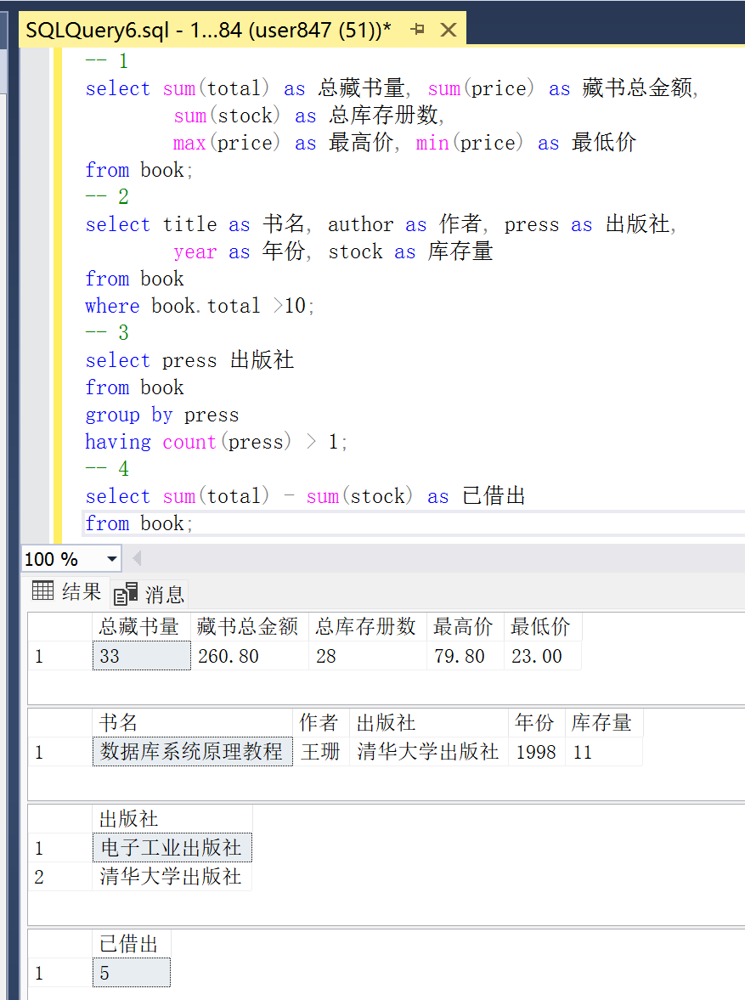 SQLQuery6.sql - 1...84 (user847 (51))*
-- 1
select sum(total) as 总藏书量, sum(price) as 藏书总金额,
sum(stock) as 总库存册数,
max(price) as 最高价, min(price) as 最低价
from book;
-- 2
select title as 书名, author as 作者, press as 出版社,
year as 年份, stock as 库存量
from book
where book.total >10;
-- 3
select press 出版社
from book
group by press
having count(press) > 1;
-- 4
select sum(total) - sum(stock) as 已借出
from book;
100 %
结果 消息
总藏书量 藏书总金额 总库存册数 最高价 最低价
1 33 260.80 28 79.80 23.00
书名 作者 出版社 年份 库存量
1 数据库系统原理教程 王珊 清华大学出版社 1998 11
出版社
1 电子工业出版社
2 清华大学出版社
已借出
1 5